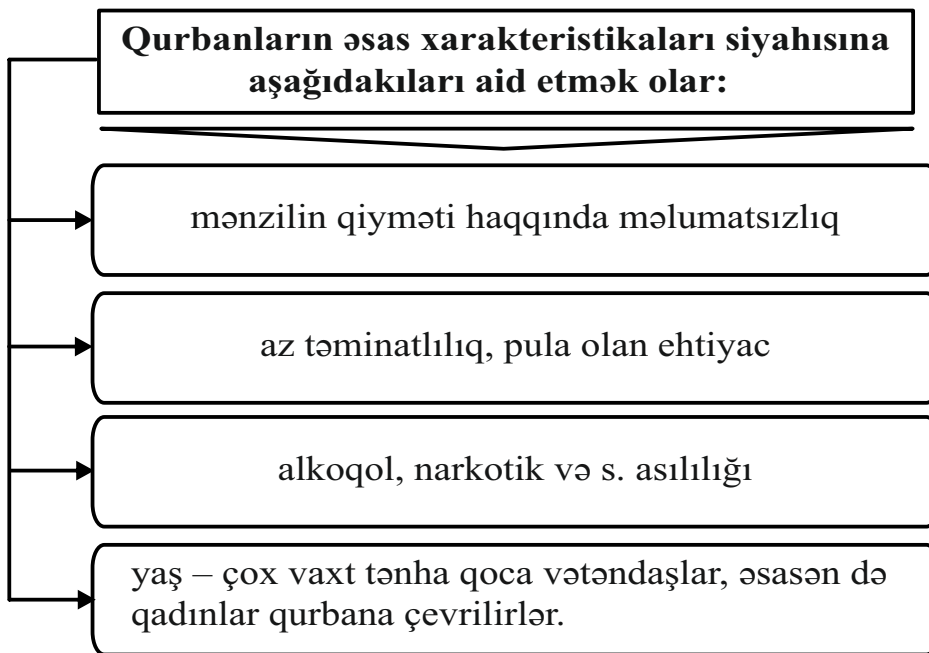 Qurbanların əsas xarakteristikaları siyahısına
aşağıdakıları aid etmək olar:
mənzilin qiyməti haqqında məlumatsızlıq
az təminatlılıq, pula olan ehtiyac
alkoqol, narkotik və s. asılılığı
yaş – çox vaxt tənha qoca vətəndaşlar, əsasən də
qadınlar qurbana çevrilirlər.